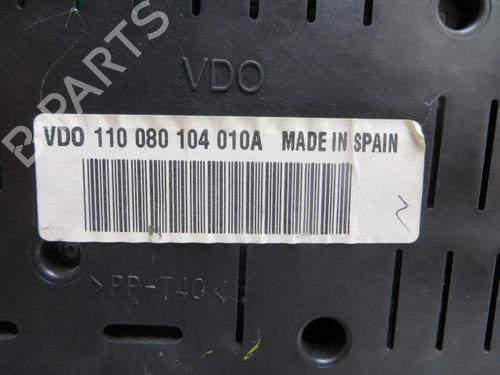 VDO
VDO 110 080 104 010A MADE IN SPAIN
>PP-T40<
B-PARTS